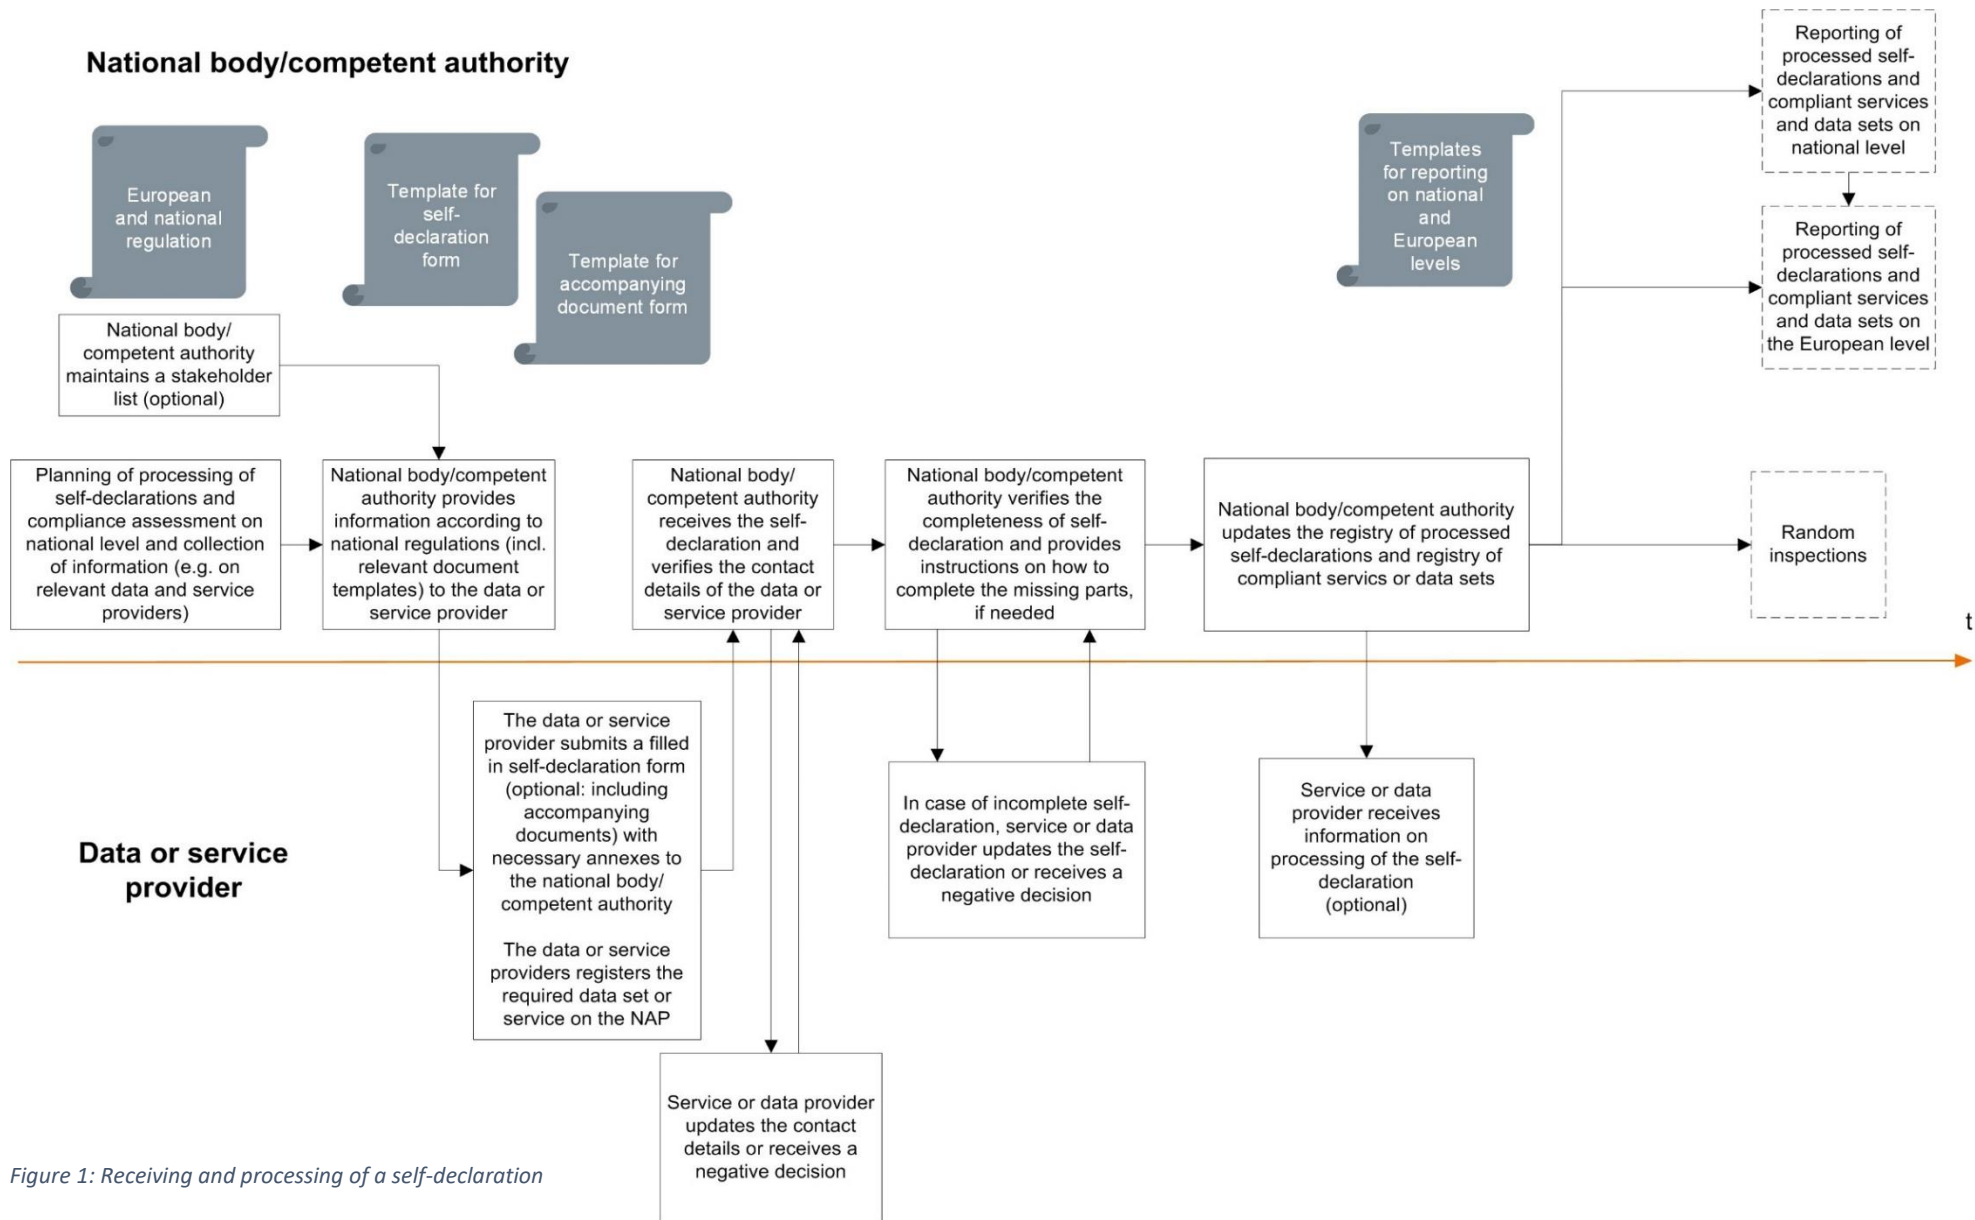 National body/competent authority
European
and national
regulation
Template for
self-
declaration
form
Template for
accompanying
document form
Templates
for reporting
on national
and
European
levels
Reporting of
processed self-
declarations and
compliant services
and data sets on
national level
Reporting of
processed self-
declarations and
compliant services
and data sets on
the European level
National body/
competent authority
maintains a stakeholder
list (optional)
Planning of processing of
self-declarations and
compliance assessment on
national level and collection
of information (e.g. on
relevant data and service
providers)
National body/competent
authority provides
information according to
national regulations (incl.
relevant document
templates) to the data or
service provider
National body/
competent authority
receives the self-
declaration and
verifies the contact
details of the data or
service provider
National body/competent
authority verifies the
completeness of self-
declaration and provides
instructions on how to
complete the missing parts,
if needed
National body/competent authority
updates the registry of processed
self-declarations and registry of
compliant servics or data sets
Random
inspections
t
Data or service
provider
The data or service
provider submits a filled
in self-declaration form
(optional: including
accompanying
documents) with
necessary annexes to
the national body/
competent authority
The data or service
providers registers the
required data set or
service on the NAP
Service or data provider
updates the contact
details or receives a
negative decision
In case of incomplete self-
declaration, service or data
provider updates the self-
declaration or receives a
negative decision
Service or data
provider receives
information on
processing of the self-
declaration
(optional)
Figure 1: Receiving and processing of a self-declaration